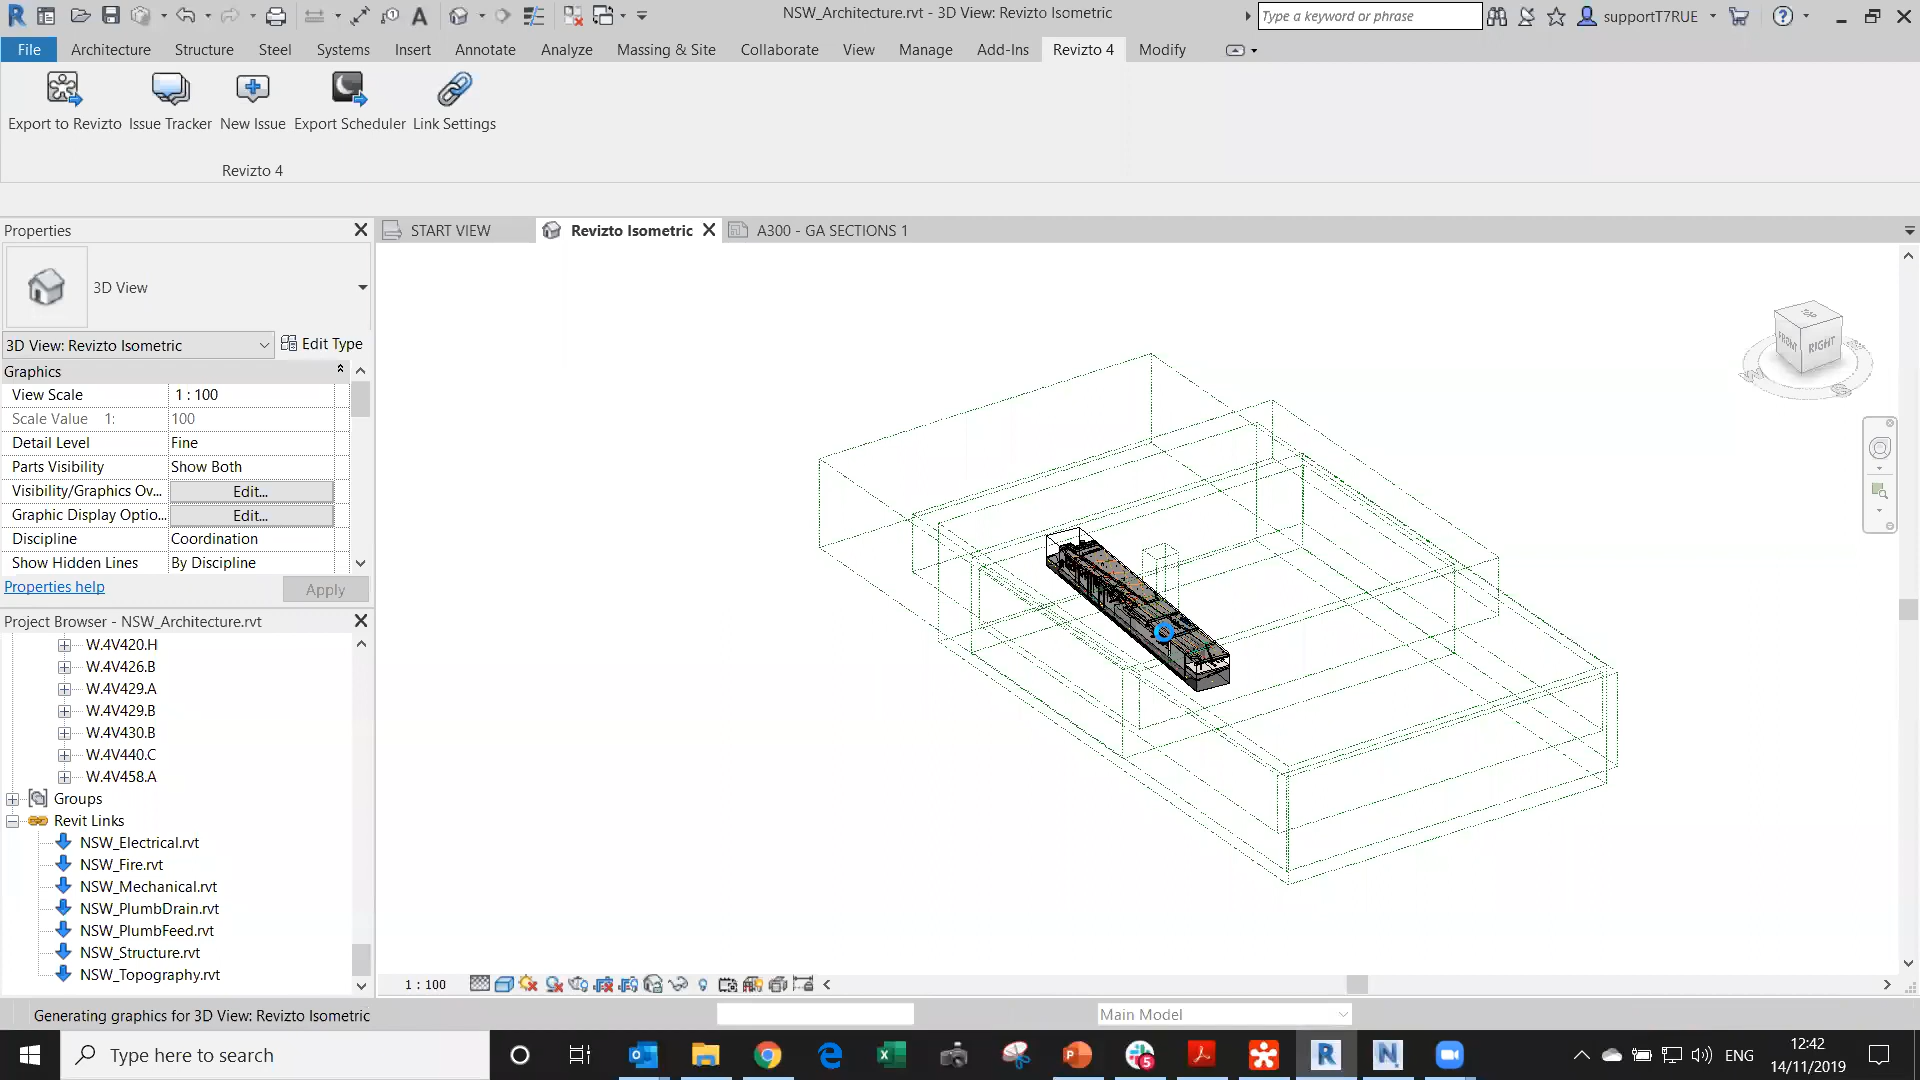 NSW_Architecture.rvt - 3D View: Revizto Isometric
Type a keyword or phrase
supportT7RUE
File
Architecture
Structure
Steel
Systems
Insert
Annotate
Analyze
Massing & Site
Collaborate
View
Manage
Add-Ins
Revizto 4
Modify
Export to Revizto
Issue Tracker
New Issue
Export Scheduler
Link Settings
Revizto 4
Properties
START VIEW
Revizto Isometric
A300 - GA SECTIONS 1
3D View
3D View: Revizto Isometric
Edit Type
Graphics
View Scale
1 : 100
Scale Value 1:
100
Detail Level
Fine
Parts Visibility
Show Both
Visibility/Graphics Ov...
Edit...
Graphic Display Optio...
Edit...
Discipline
Coordination
Show Hidden Lines
By Discipline
Properties help
Apply
TOP
FRONT
RIGHT
Project Browser - NSW_Architecture.rvt
W.4V420.H
W.4V426.B
W.4V429.A
W.4V429.B
W.4V430.B
W.4V440.C
W.4V458.A
Groups
Revit Links
NSW_Electrical.rvt
NSW_Fire.rvt
NSW_Mechanical.rvt
NSW_PlumbDrain.rvt
NSW_PlumbFeed.rvt
NSW_Structure.rvt
NSW_Topography.rvt
1 : 100
Generating graphics for 3D View: Revizto Isometric
Main Model
Type here to search
5
ENG
12:42
14/11/2019